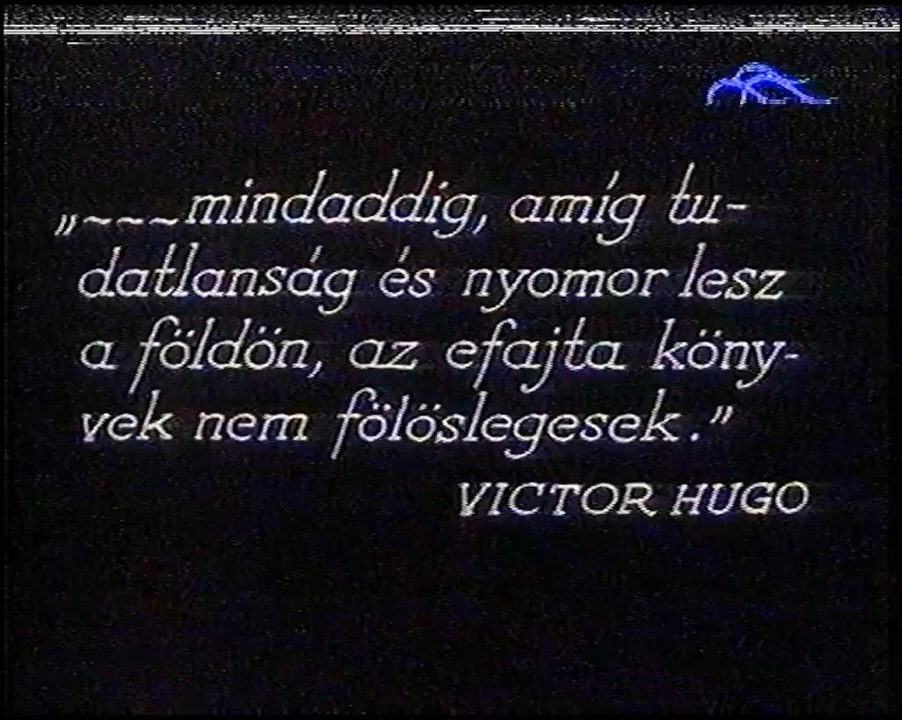 „~~~mindaddig, amíg tu-
datlanság és nyomor lesz
a földön, az efajta köny-
vek nem fölöslegesek.”
VICTOR HUGO